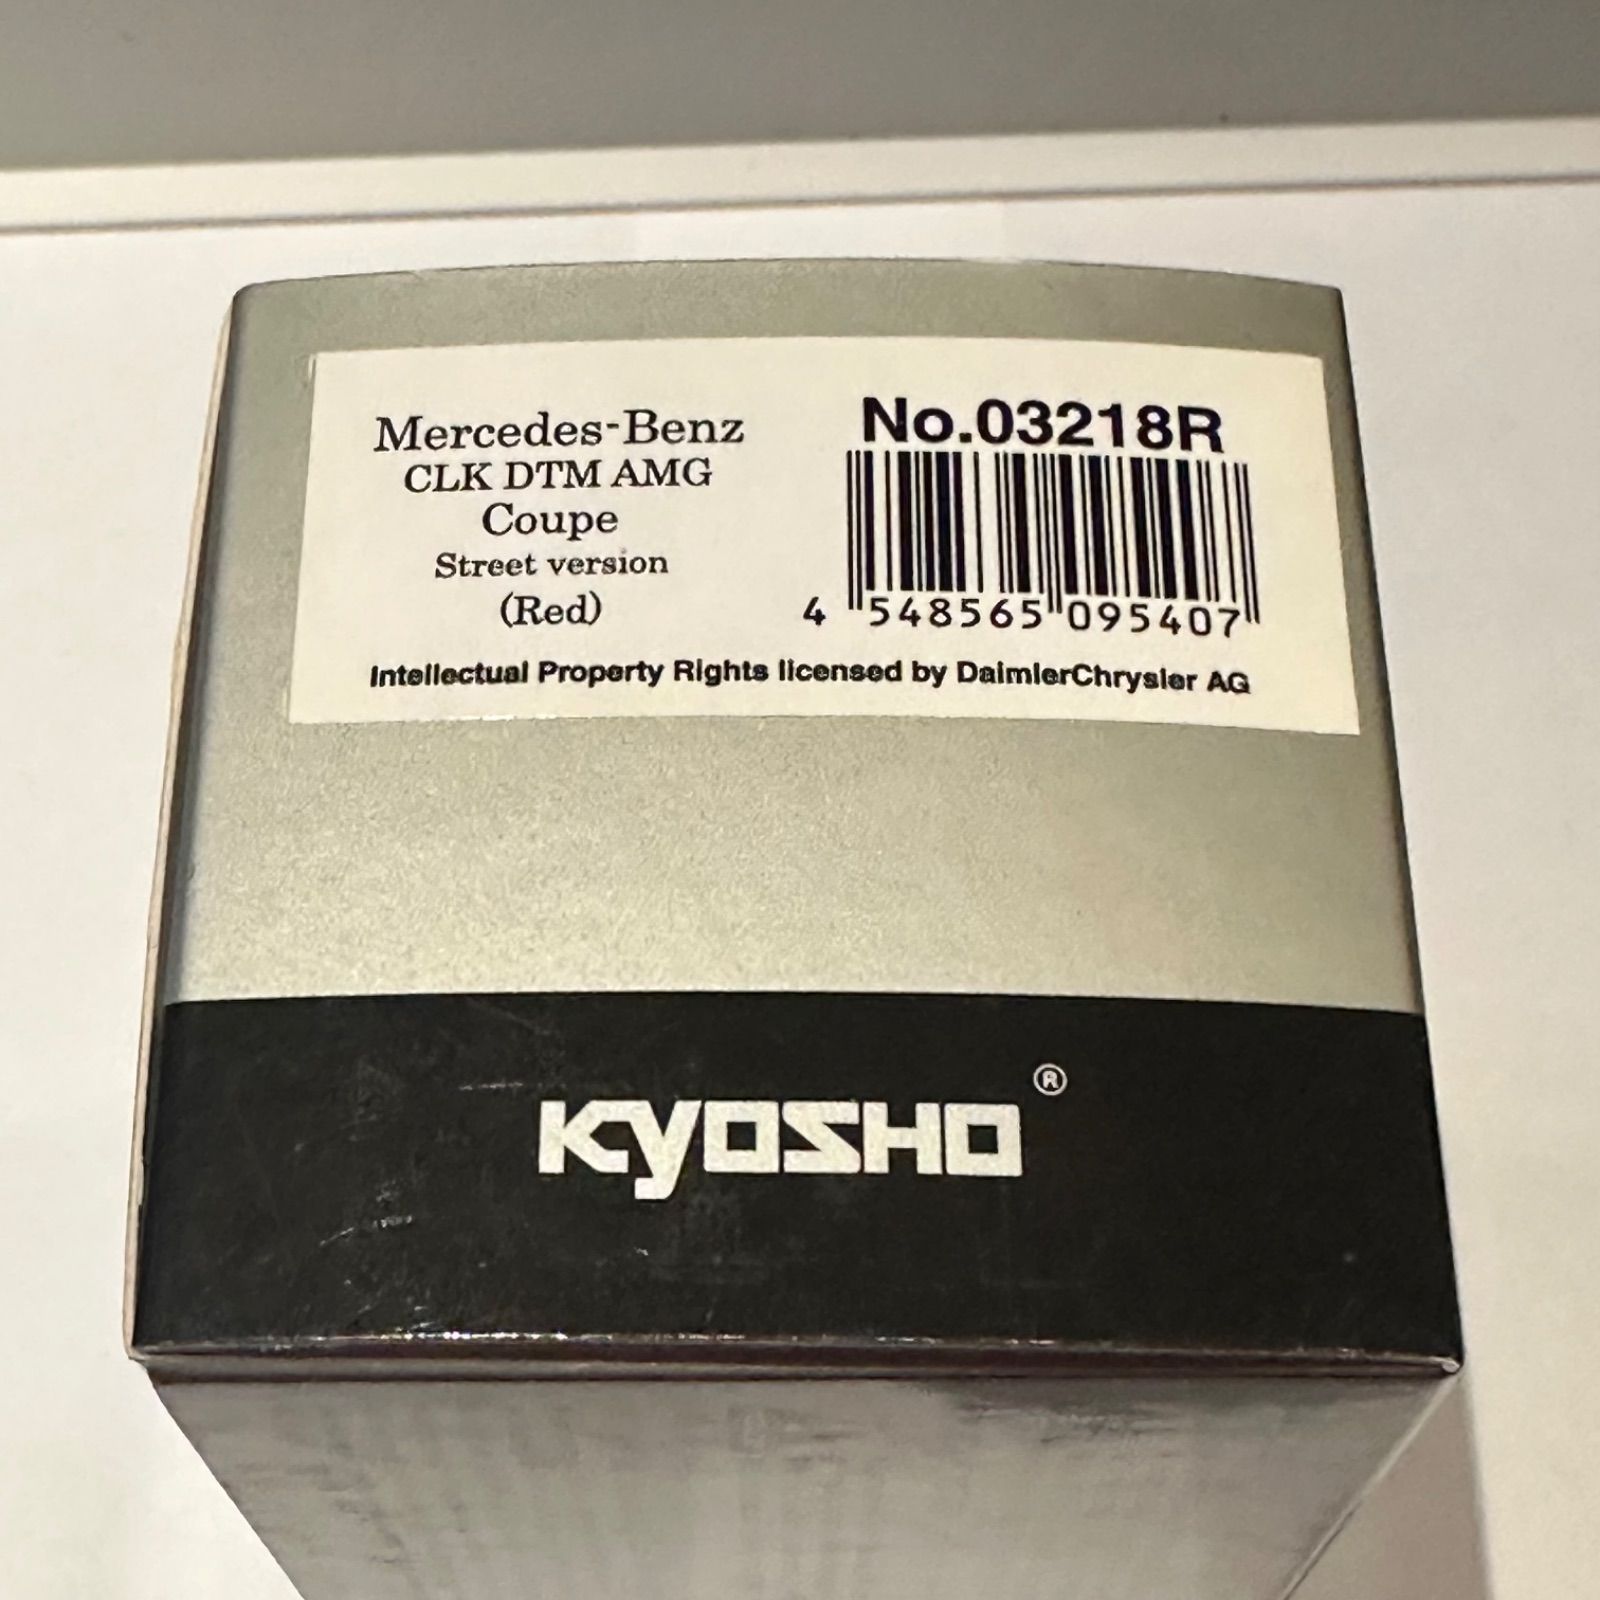 Mercedes-Benz
CLK DTM AMG
Coupe
Street version
(Red)
No.03218R
4 548565 095407
Intellectual Property Rights licensed by DaimlerChrysler AG
KYOSHO ®